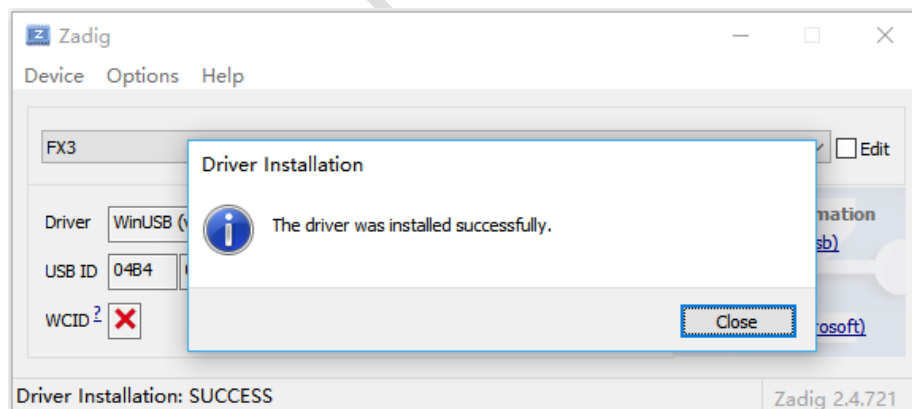 Zadig
Device Options Help
FX3
Edit
Driver Installation
The driver was installed successfully.
Driver WinUSB
USB ID 04B4
WCID ?
Close
Driver Installation: SUCCESS
Zadig 2.4.721